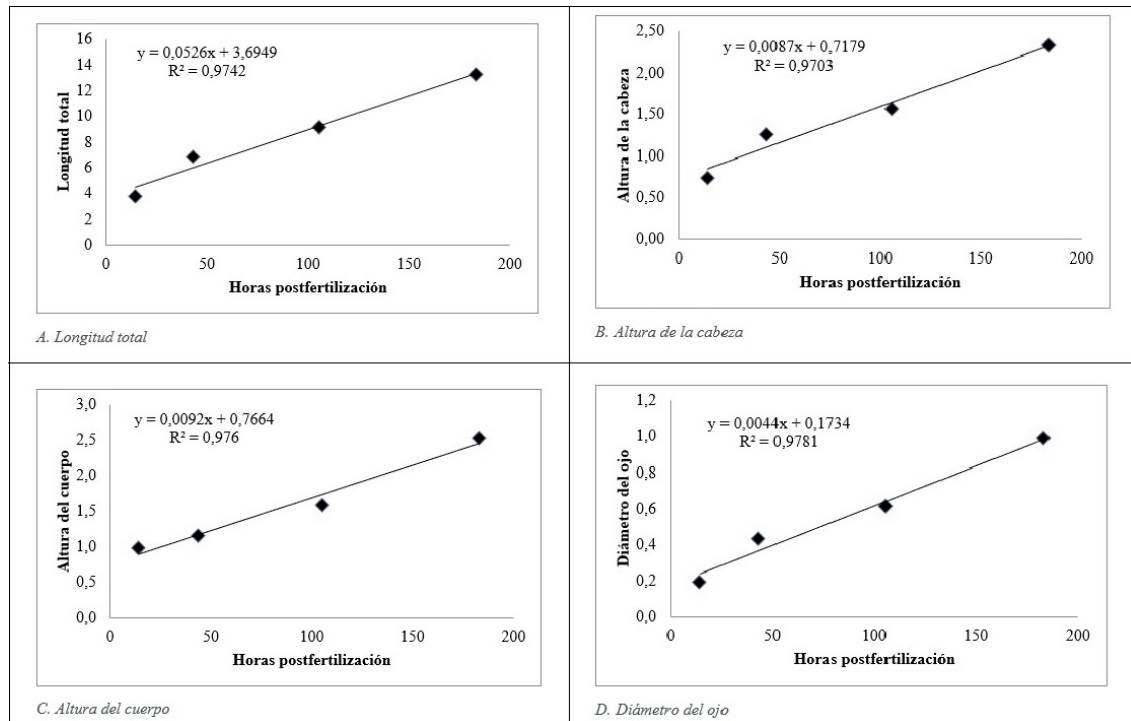 16
14
12
10
8
6
4
2
0
Longitud total
y = 0,0526x + 3,6949
R² = 0,9742
0 50 100 150 200
Horas postfertilización
A. Longitud total
2,50
2,00
1,50
1,00
0,50
0,00
Altura de la cabeza
y = 0,0087x + 0,7179
R² = 0,9703
0 50 100 150 200
Horas postfertilización
B. Altura de la cabeza
3,0
2,5
2,0
1,5
1,0
0,5
0,0
Altura del cuerpo
y = 0,0092x + 0,7664
R² = 0,976
0 50 100 150 200
Horas postfertilización
C. Altura del cuerpo
1,2
1,0
0,8
0,6
0,4
0,2
0,0
Diámetro del ojo
y = 0,0044x + 0,1734
R² = 0,9781
0 50 100 150 200
Horas postfertilización
D. Diámetro del ojo